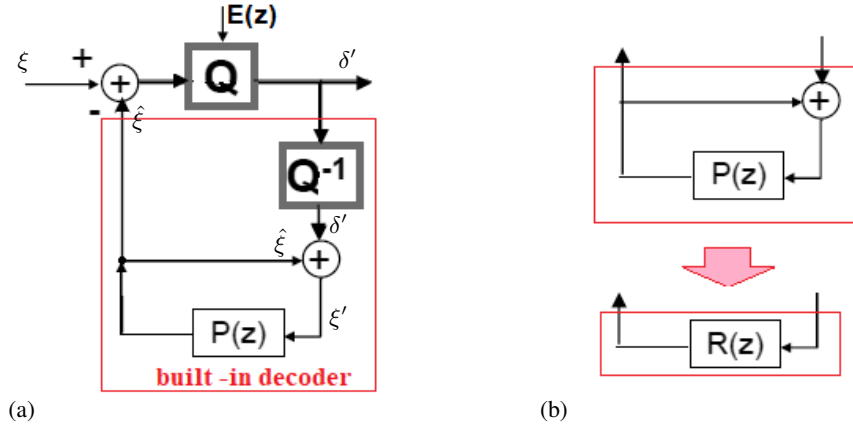 E(z)
ξ
+
+
Q
δ′
-
ξ̂
Q-1
δ′
ξ̂
+
ξ′
P(z)
built -in decoder
(a)
+
P(z)
R(z)
(b)